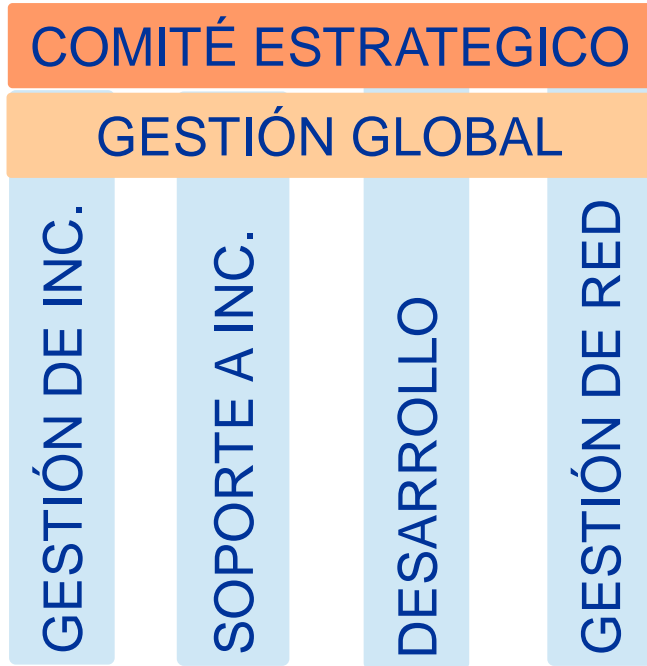 COMITÉ ESTRATEGICO
GESTIÓN GLOBAL
GESTIÓN DE INC.
SOPORTE A INC.
DESARROLLO
GESTIÓN DE RED